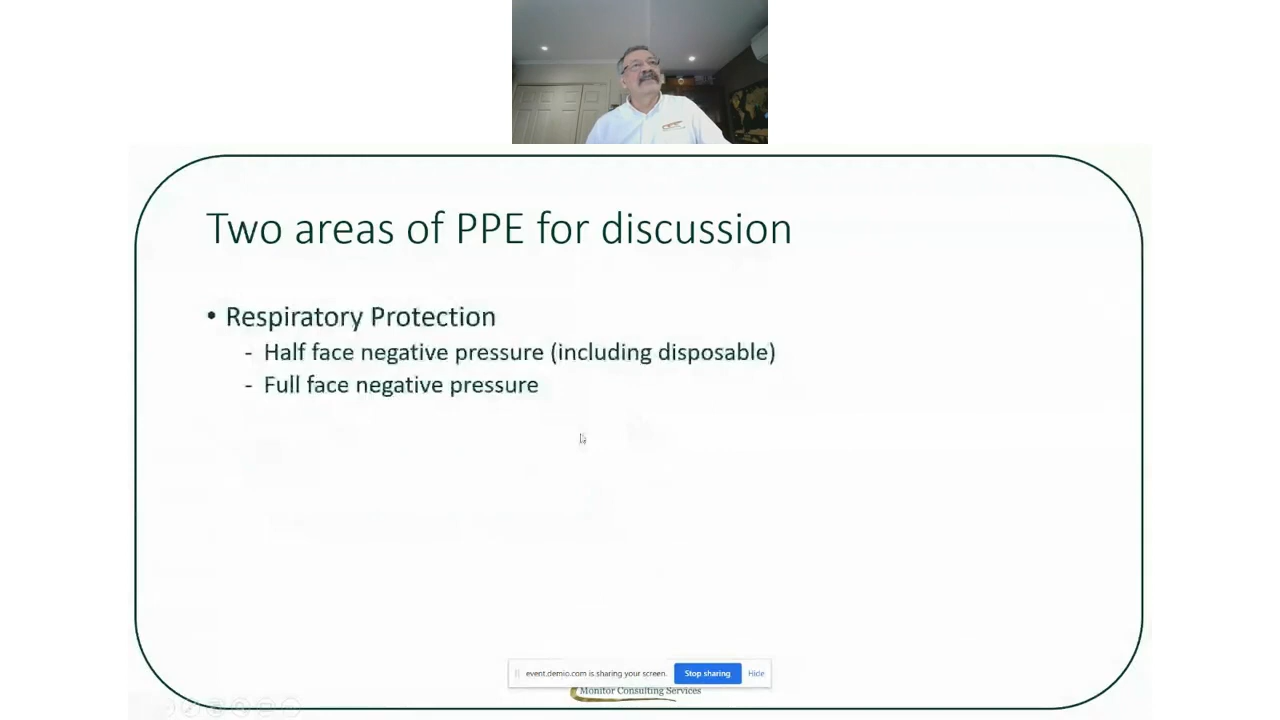 Two areas of PPE for discussion
• Respiratory Protection
- Half face negative pressure (including disposable)
- Full face negative pressure
event.demio.com is sharing your screen. Stop sharing Hide
Monitor Consulting Services